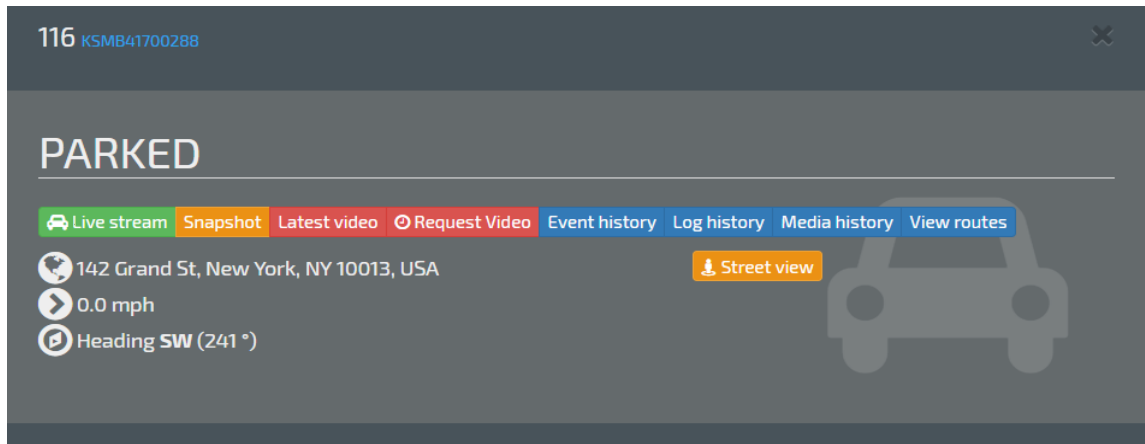 116 KSMB41700288
PARKED
Live stream Snapshot Latest video Request Video Event history Log history Media history View routes
142 Grand St, New York, NY 10013, USA Street view
0.0 mph
Heading SW (241 °)